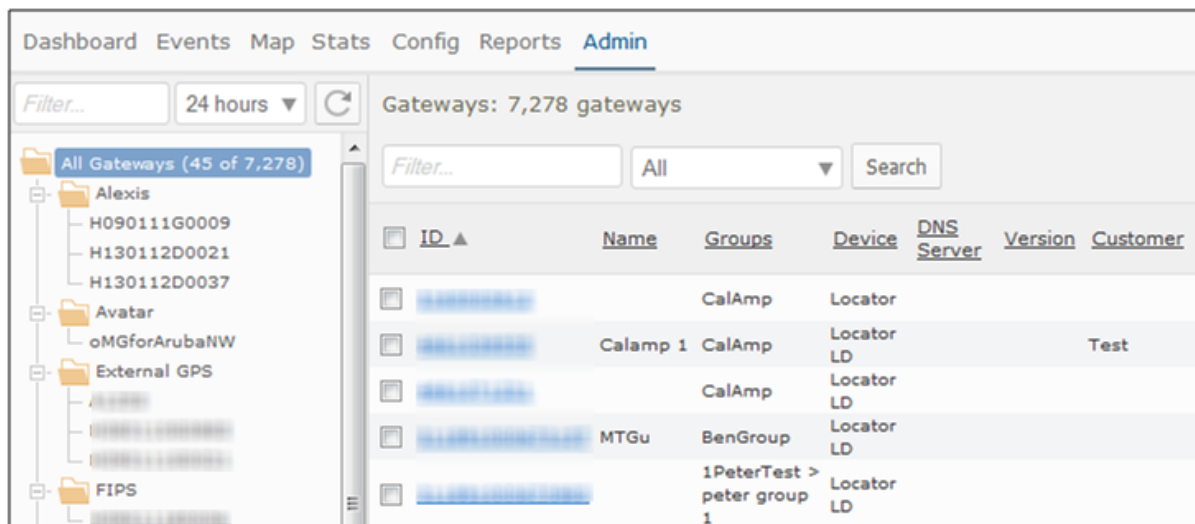 Dashboard Events Map Stats Config Reports Admin
Filter... 24 hours
All Gateways (45 of 7,278)
Alexis
H090111G0009
H130112D0021
H130112D0037
Avatar
oMGforArubaNW
External GPS
FIPS
Gateways: 7,278 gateways
Filter... All Search
ID Name Groups Device DNS Server Version Customer
CalAmp Locator
Calamp 1 CalAmp Locator LD Test
CalAmp Locator LD
MTGu BenGroup Locator LD
1PeterTest > peter group 1 Locator LD